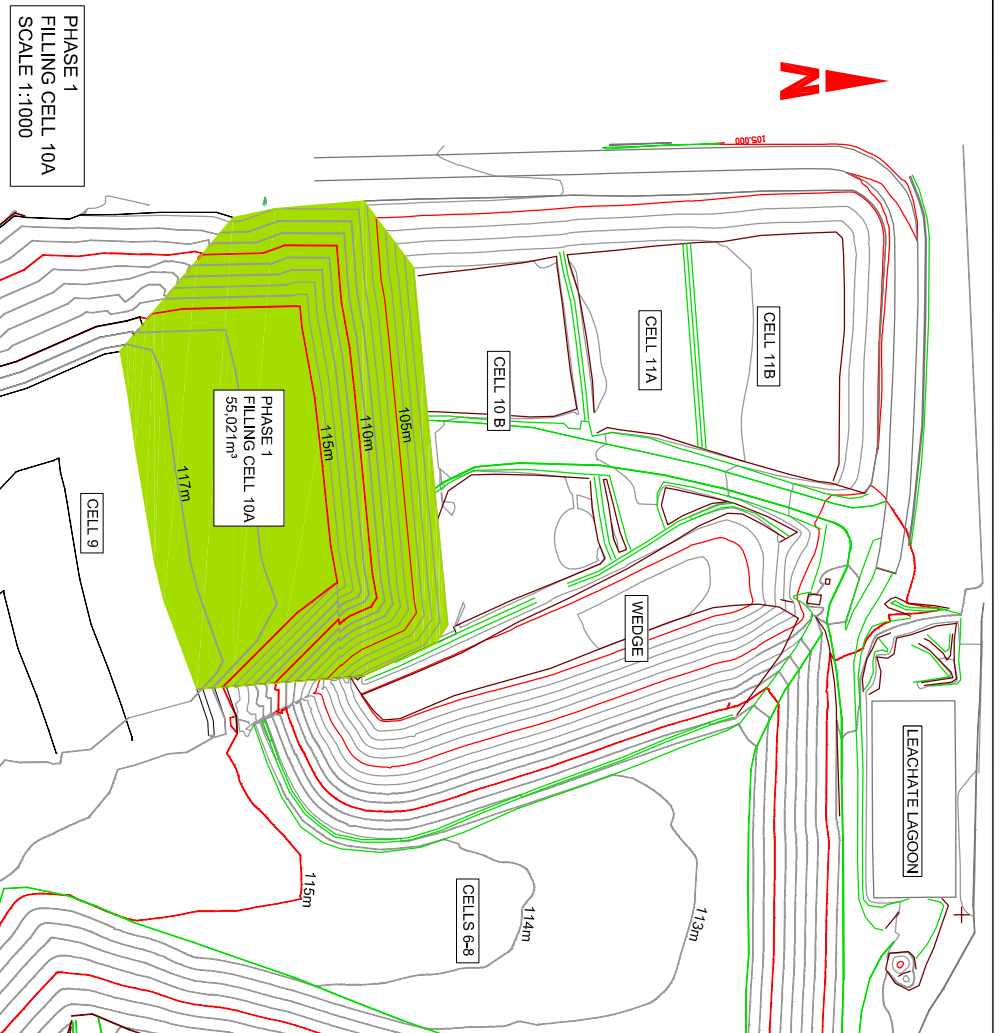 PHASE 1
FILLING CELL 10A
SCALE 1:1000
N
105.000
CELL 11B
CELL 11A
CELL 10 B
105m
110m
115m
PHASE 1
FILLING CELL 10A
55,021m³
117m
CELL 9
WEDGE
LEACHATE LAGOON
CELLS 6-8
115m
114m
113m